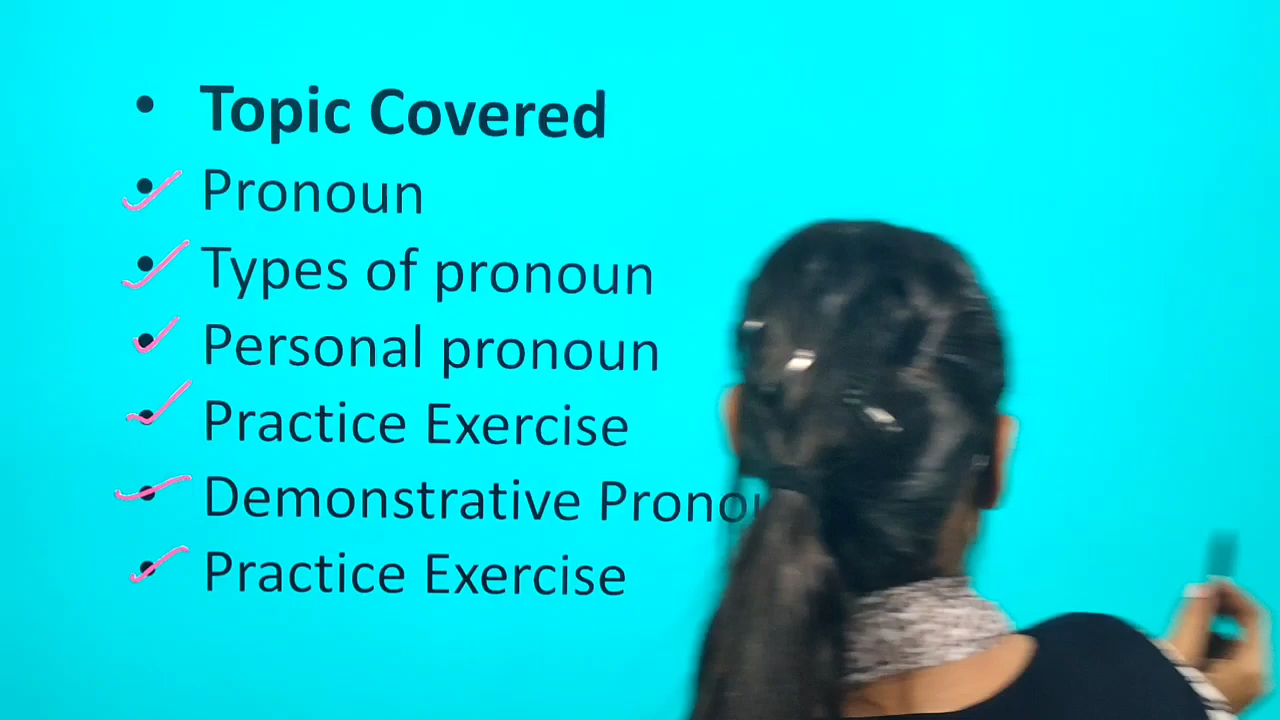 • Topic Covered
• Pronoun
• Types of pronoun
• Personal pronoun
• Practice Exercise
• Demonstrative
• Practice Exercise